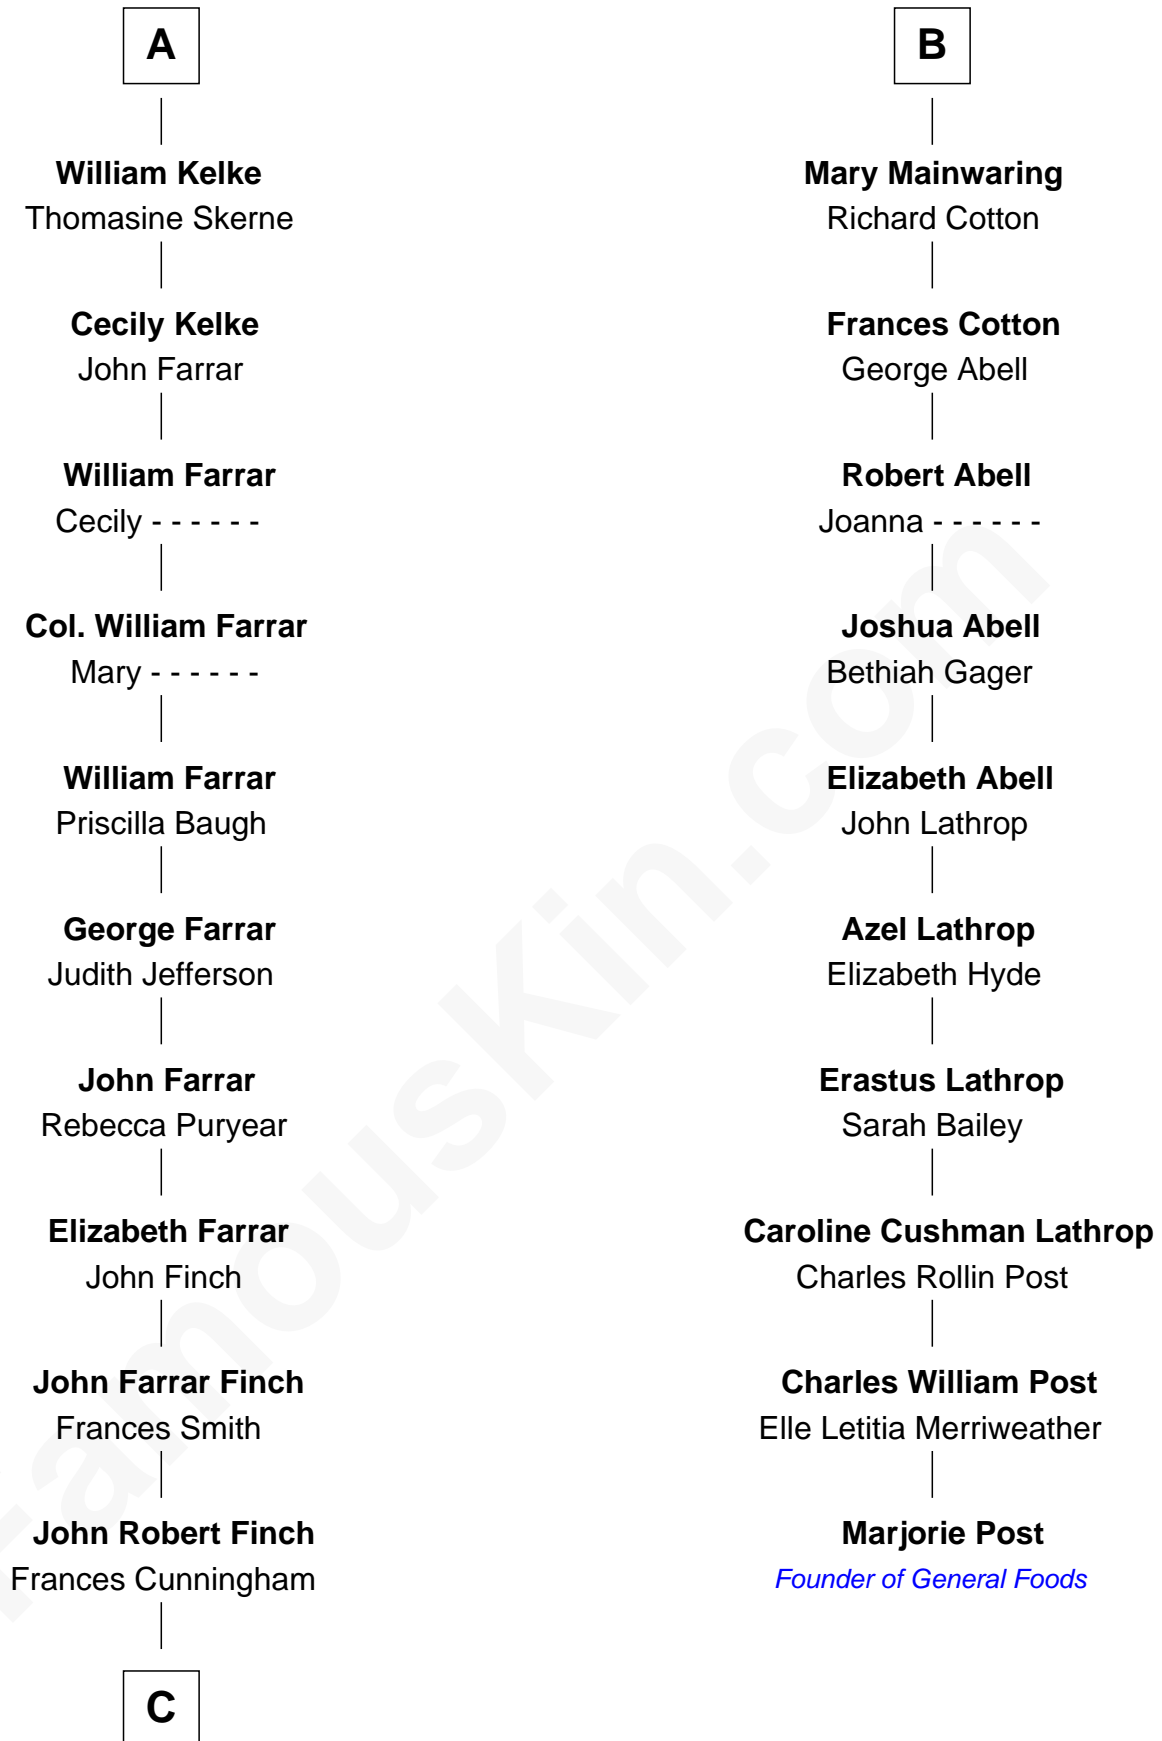 A
William Kelke
Thomasine Skerne
Cecily Kelke
John Farrar
William Farrar
Cecily - - - - - -
Col. William Farrar
Mary - - - - - -
William Farrar
Priscilla Baugh
George Farrar
Judith Jefferson
John Farrar
Rebecca Puryear
Elizabeth Farrar
John Finch
John Farrar Finch
Frances Smith
John Robert Finch
Frances Cunningham
C
B
Mary Mainwaring
Richard Cotton
Frances Cotton
George Abell
Robert Abell
Joanna - - - - - -
Joshua Abell
Bethiah Gager
Elizabeth Abell
John Lathrop
Azel Lathrop
Elizabeth Hyde
Erastus Lathrop
Sarah Bailey
Caroline Cushman Lathrop
Charles Rollin Post
Charles William Post
Elle Letitia Merriweather
Marjorie Post
Founder of General Foods
FamousKin.com